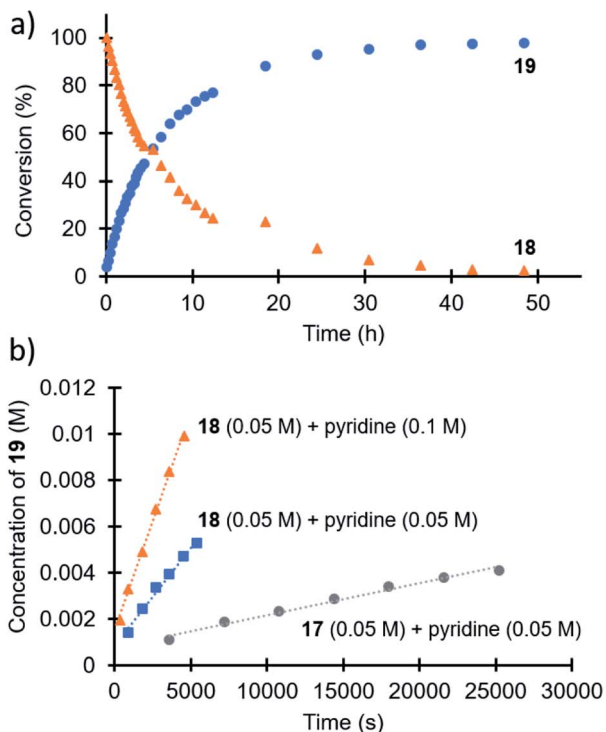 a)
100
80
60
40
20
0
Conversion (%)
19
18
0 10 20 30 40 50
Time (h)
b)
0.012
0.01
0.008
0.006
0.004
0.002
0
Concentration of 19 (M)
18 (0.05 M) + pyridine (0.1 M)
18 (0.05 M) + pyridine (0.05 M)
17 (0.05 M) + pyridine (0.05 M)
0 5000 10000 15000 20000 25000 30000
Time (s)